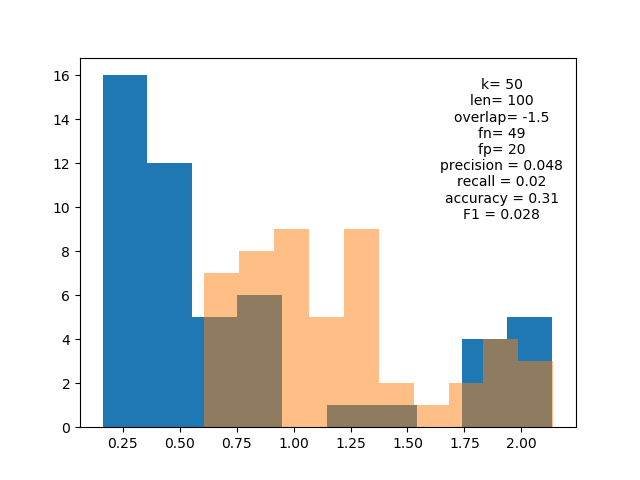 k= 50
len= 100
overlap= -1.5
fn= 49
fp= 20
precision = 0.048
recall = 0.02
accuracy = 0.31
F1 = 0.028
16
14
12
10
8
6
4
2
0
0.25 0.50 0.75 1.00 1.25 1.50 1.75 2.00